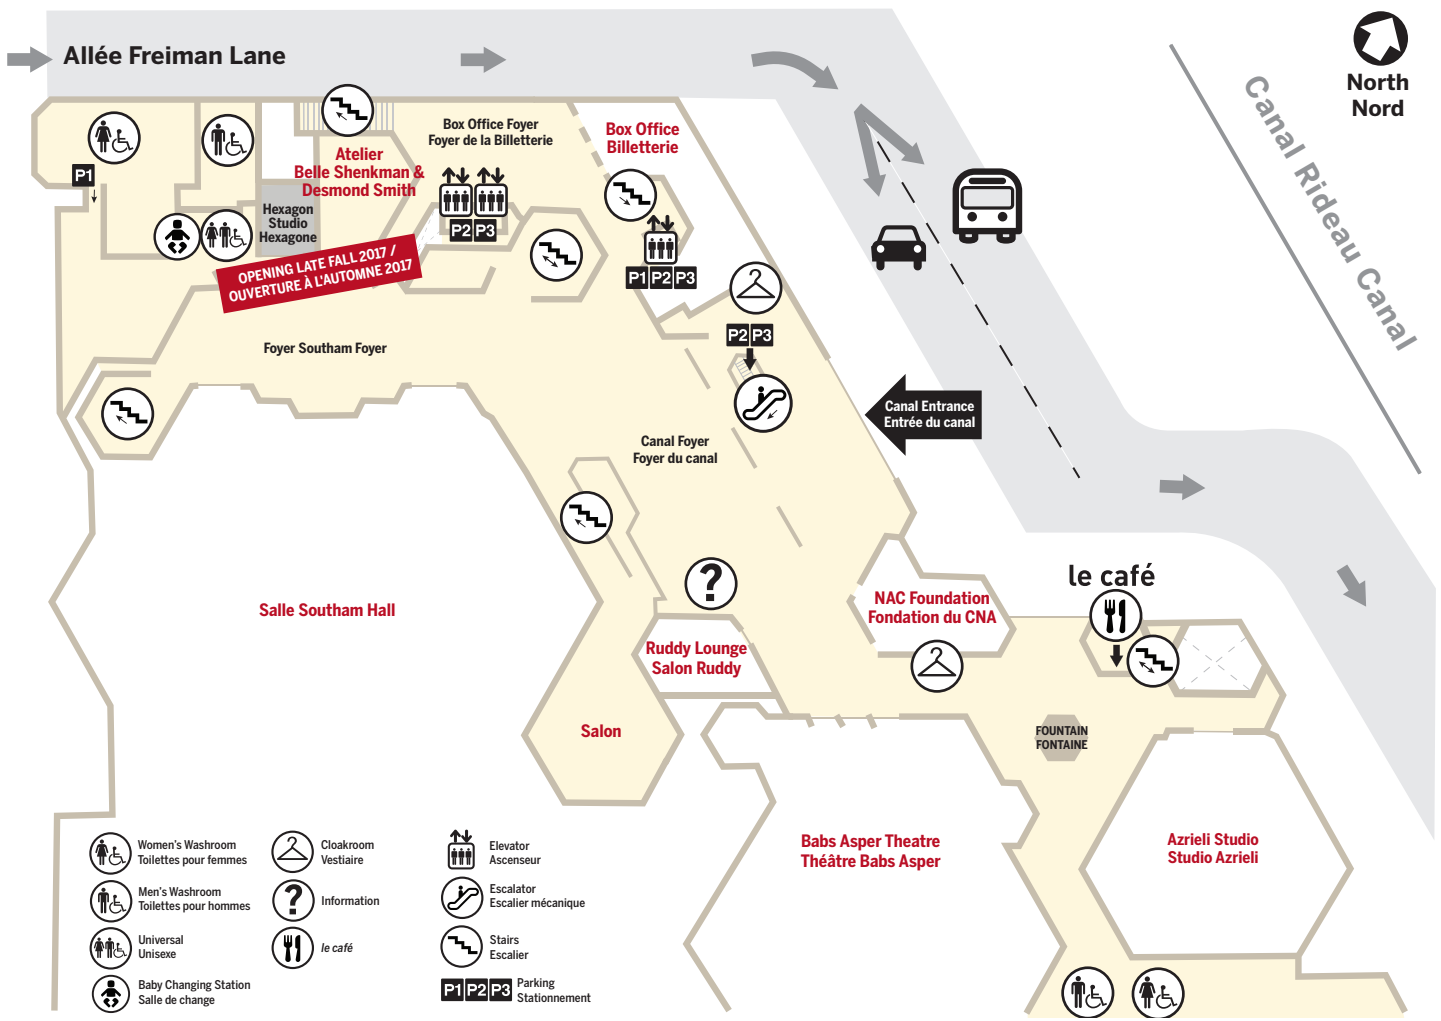 Allée Freiman Lane
North
Nord
Canal Rideau Canal
Box Office Foyer
Foyer de la Billetterie
Box Office
Billetterie
Atelier
Belle Shenkman &
Desmond Smith
P1
Hexagon
Studio
Hexagone
P2 P3
P1 P2 P3
OPENING LATE FALL 2017 /
OUVERTURE À L'AUTOMNE 2017
P2 P3
Foyer Southam Foyer
Canal Entrance
Entrée du canal
Canal Foyer
Foyer du canal
le café
NAC Foundation
Fondation du CNA
Salle Southam Hall
Ruddy Lounge
Salon Ruddy
Salon
FOUNTAIN
FONTAINE
Babs Asper Theatre
Théâtre Babs Asper
Azrieli Studio
Studio Azrieli
Women's Washroom
Toilettes pour femmes
Men's Washroom
Toilettes pour hommes
Universal
Unisexe
Baby Changing Station
Salle de change
Cloakroom
Vestiaire
?
Information
le café
Elevator
Ascenseur
Escalator
Escalier mécanique
Stairs
Escalier
P1 P2 P3
Parking
Stationnement